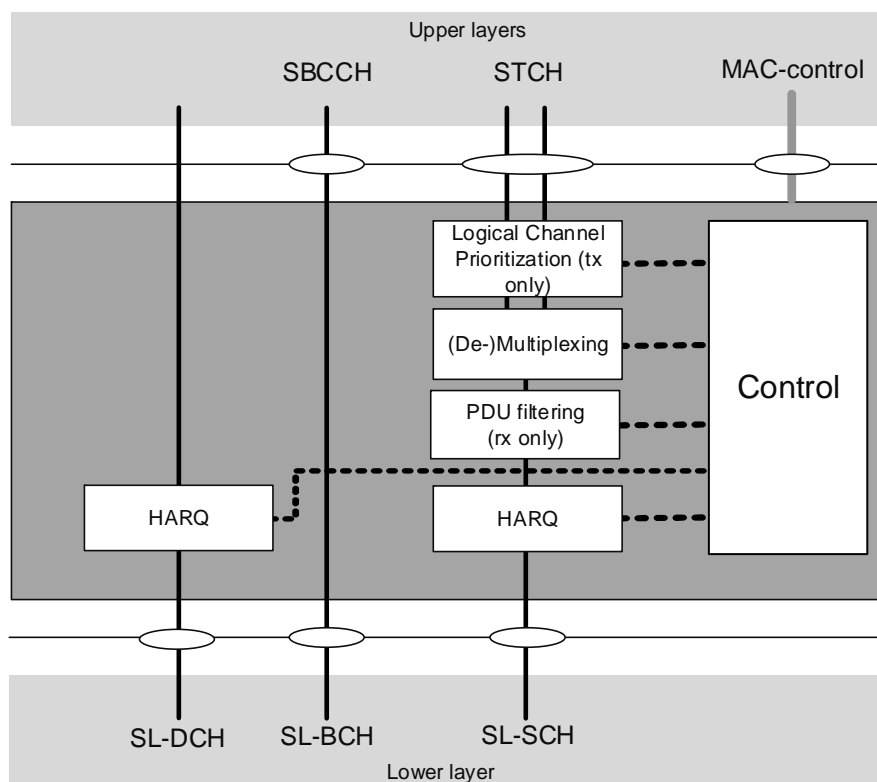 Upper layers
SBCCH
STCH
MAC-control
Logical Channel
Prioritization (tx
only)
(De-)Multiplexing
Control
PDU filtering
(rx only)
HARQ
HARQ
SL-DCH
SL-BCH
SL-SCH
Lower layer